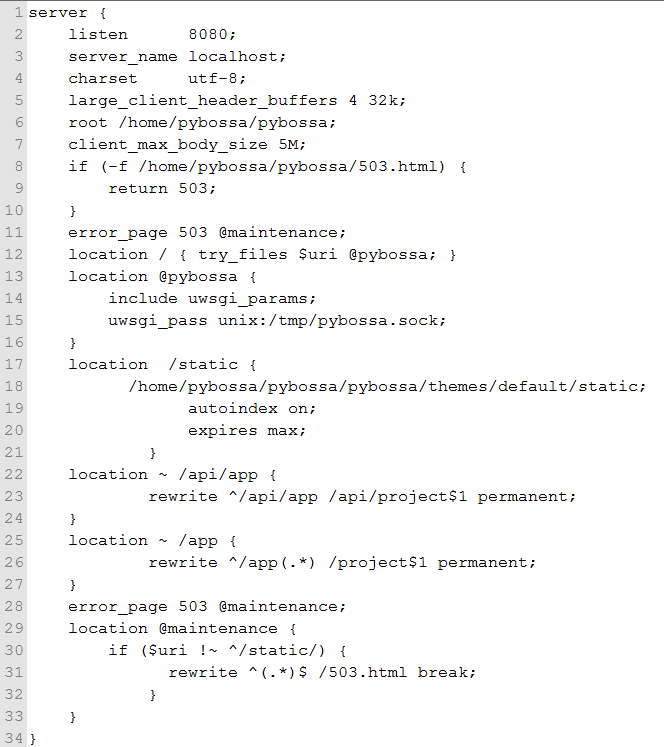 1 server {
2     listen      8080;
3     server_name localhost;
4     charset     utf-8;
5     large_client_header_buffers 4 32k;
6     root /home/pybossa/pybossa;
7     client_max_body_size 5M;
8     if (-f /home/pybossa/pybossa/503.html) {
9         return 503;
10     }
11     error_page 503 @maintenance;
12     location / { try_files $uri @pybossa; }
13     location @pybossa {
14         include uwsgi_params;
15         uwsgi_pass unix:/tmp/pybossa.sock;
16     }
17     location  /static {
18           /home/pybossa/pybossa/pybossa/themes/default/static;
19                 autoindex on;
20                 expires max;
21             }
22     location ~ /api/app {
23             rewrite ^/api/app /api/project$1 permanent;
24     }
25     location ~ /app {
26             rewrite ^/app(.*) /project$1 permanent;
27     }
28     error_page 503 @maintenance;
29     location @maintenance {
30         if ($uri !~ ^/static/) {
31               rewrite ^(.*)$ /503.html break;
32             }
33     }
34 }